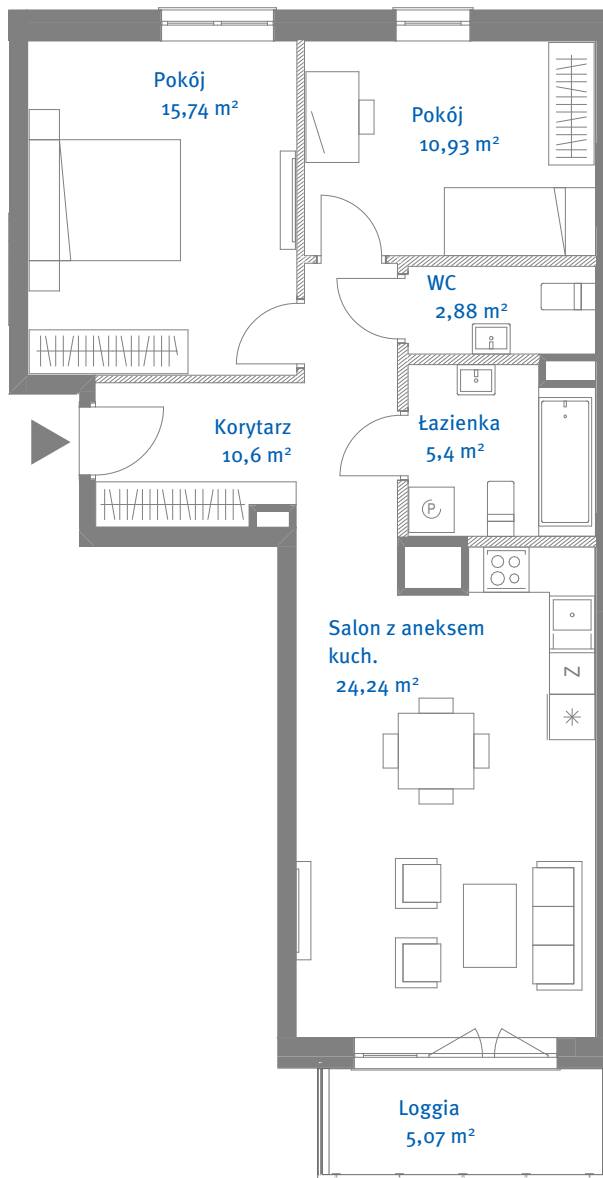 Pokój
15,74 m²
Pokój
10,93 m²
WC
2,88 m²
Korytarz
10,6 m²
Łazienka
5,4 m²
P
Salon z aneksem
kuch.
24,24 m²
Z
Loggia
5,07 m²